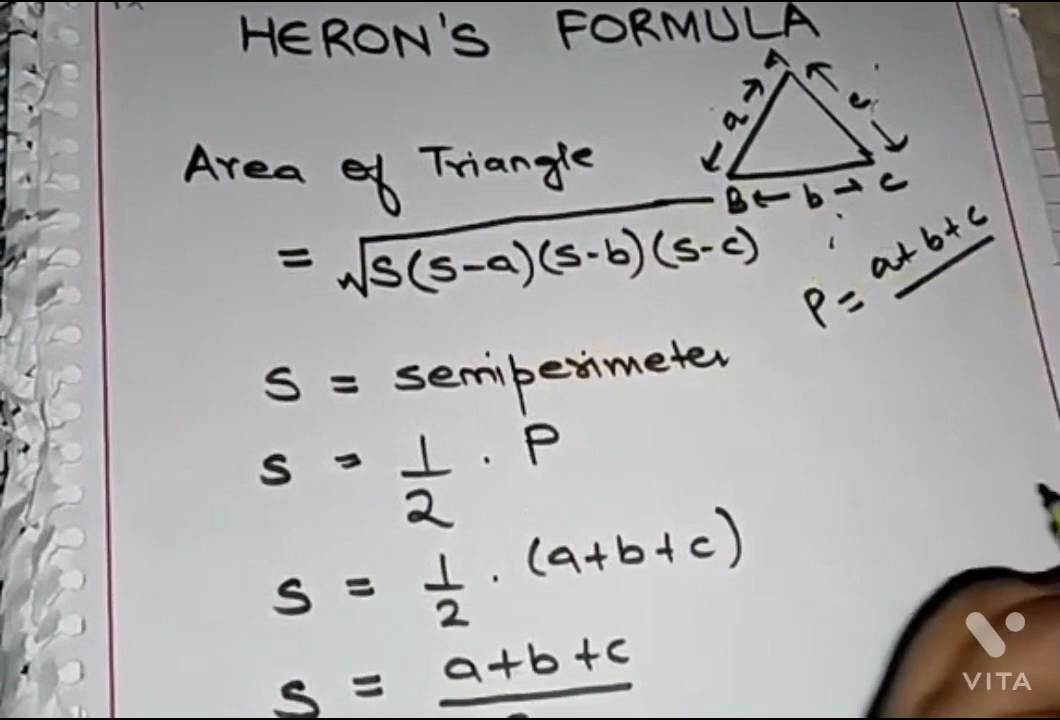 HERON'S FORMULA
A
a
c
B ← b → C
Area of Triangle
= √S(S-a)(S-b)(S-c)
P = a+b+c
S = semiperimeter
S = 1/2 . P
S = 1/2 . (a+b+c)
S = a+b+c
VITA